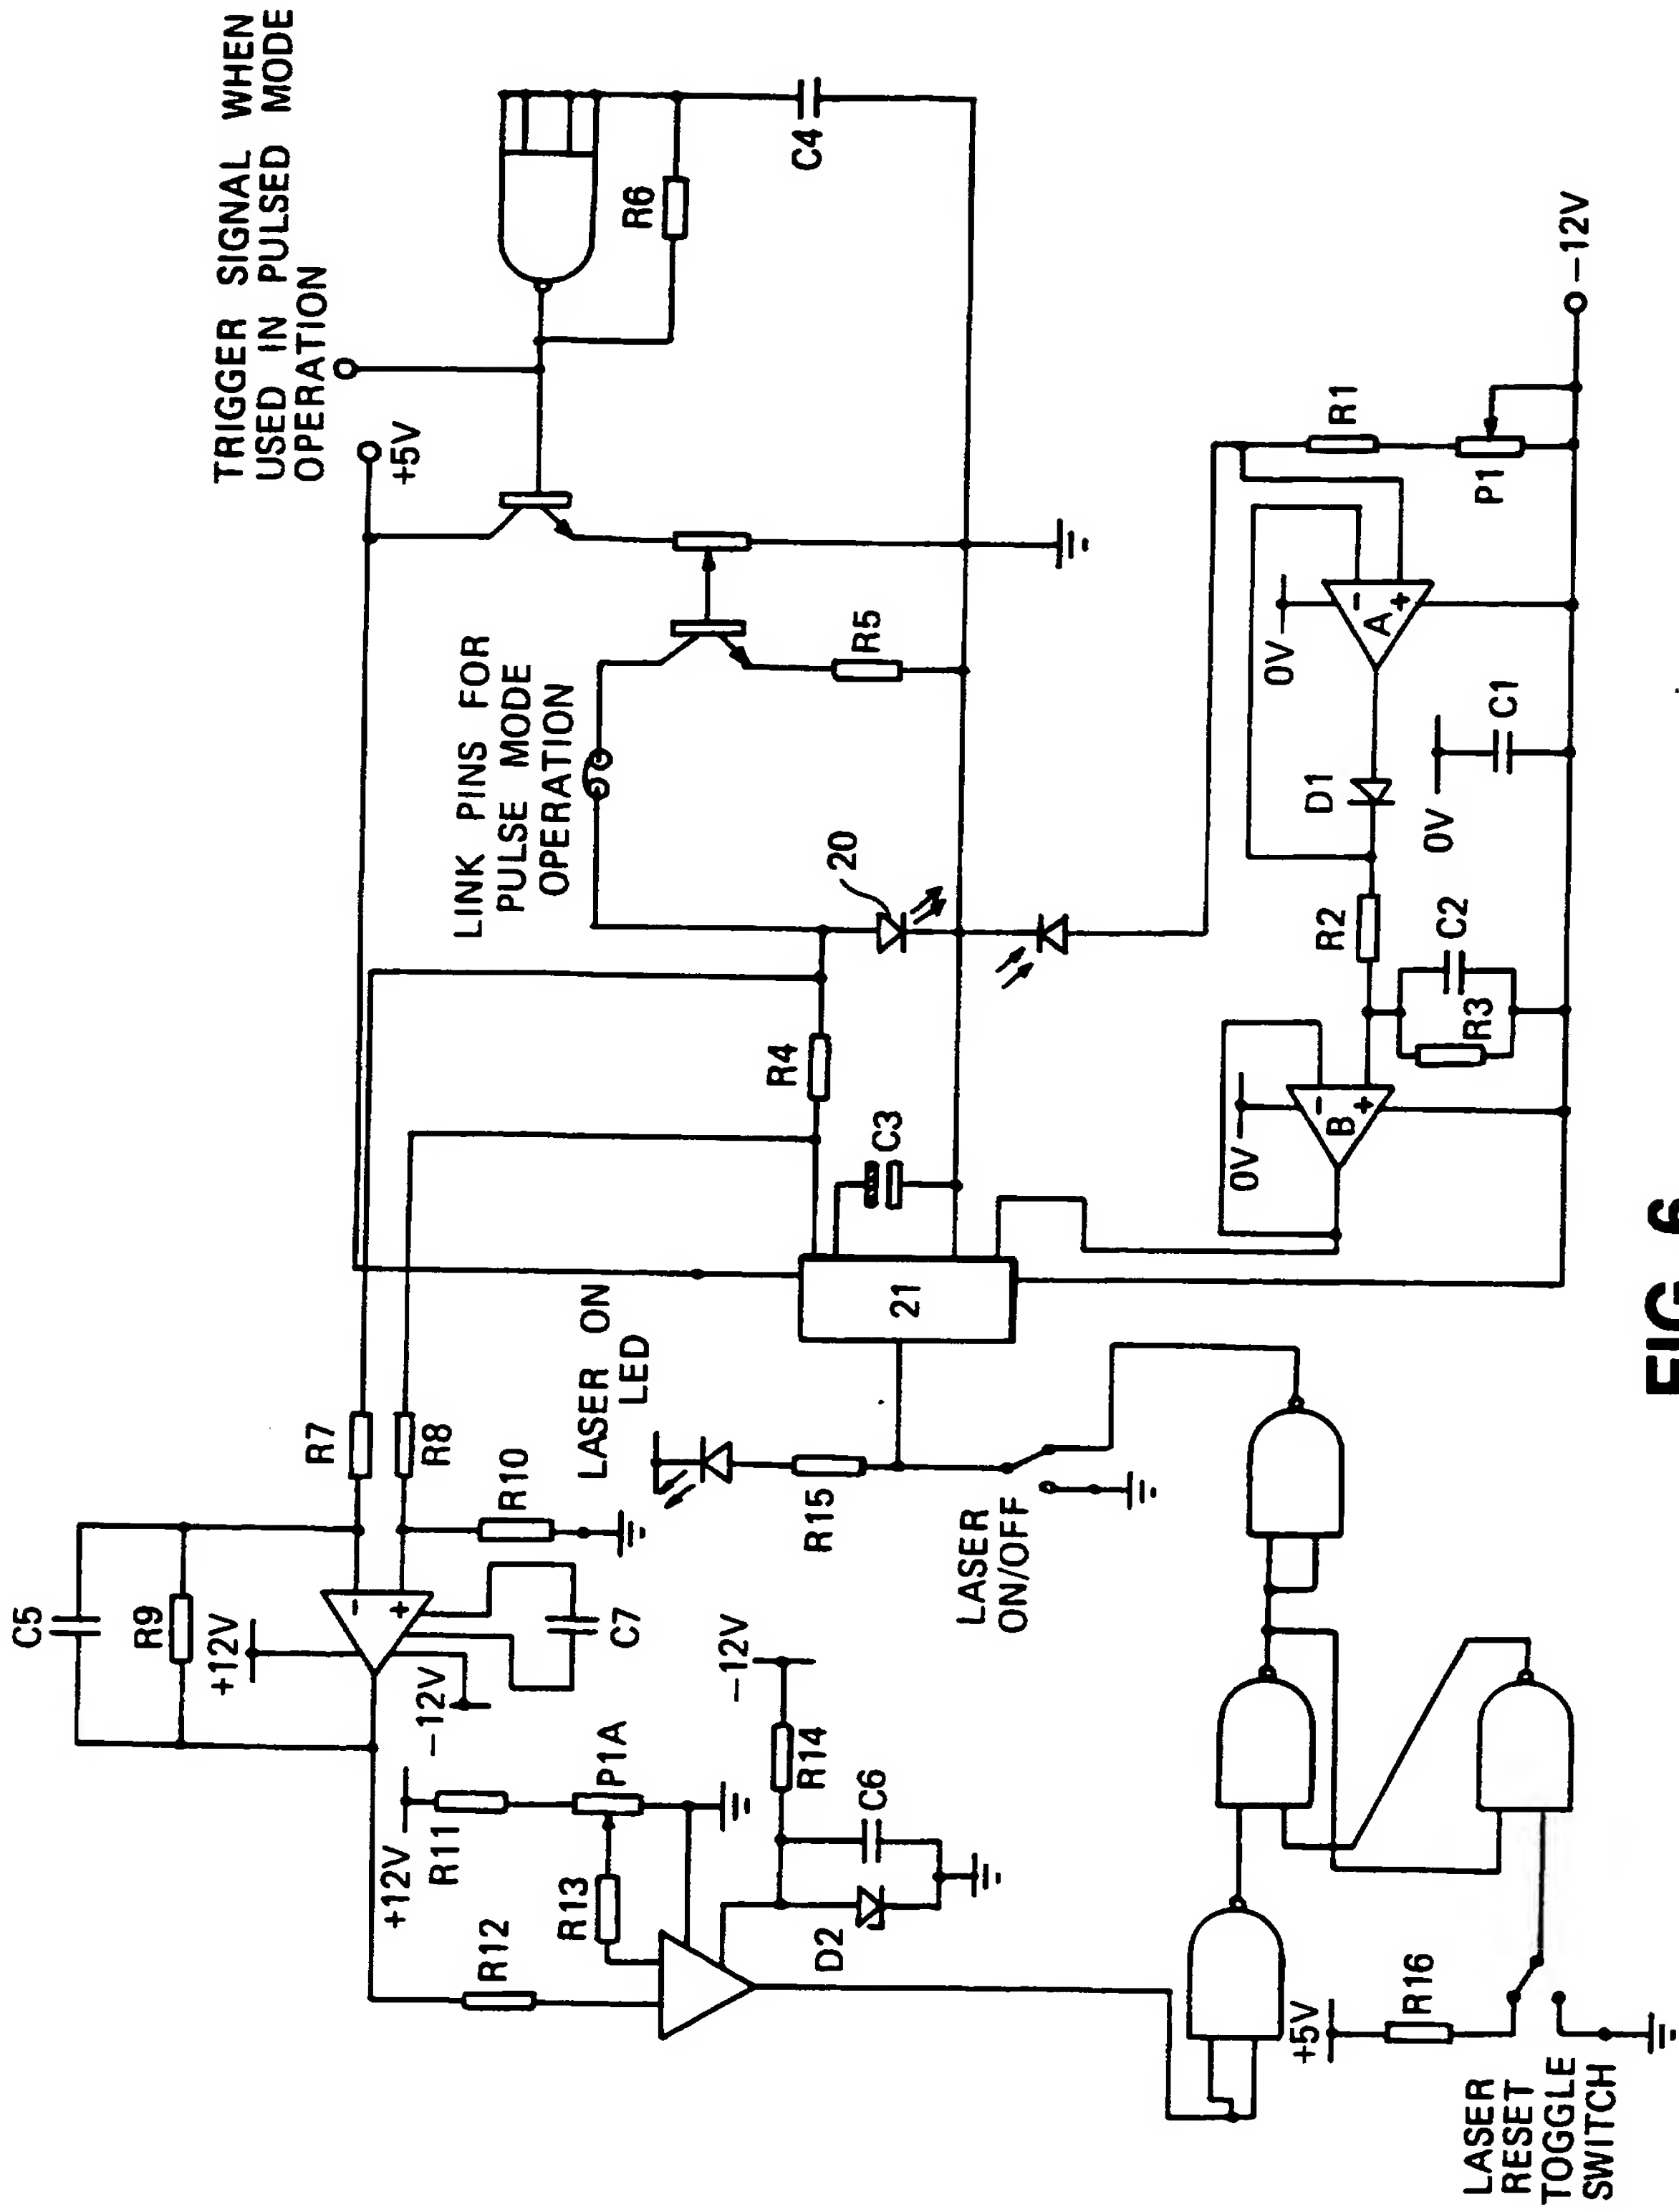 TRIGGER SIGNAL WHEN
USED IN PULSED MODE
OPERATION
+5V
R6
C4
LINK PINS FOR
PULSE MODE
OPERATION
R5
20
R4
C3
21
R7
R8
R10
LASER ON
LED
R15
LASER
ON/OFF
C5
R9
+12V
-
+
-12V
C7
+12V
R11
P1A
R13
R12
-12V
R14
C6
D2
+5V
R16
LASER
RESET
TOGGLE
SWITCH
R1
P1
-12V
0V
-
+
A
D1
0V
C1
R2
C2
R3
0V
-
+
B
FIG. 6